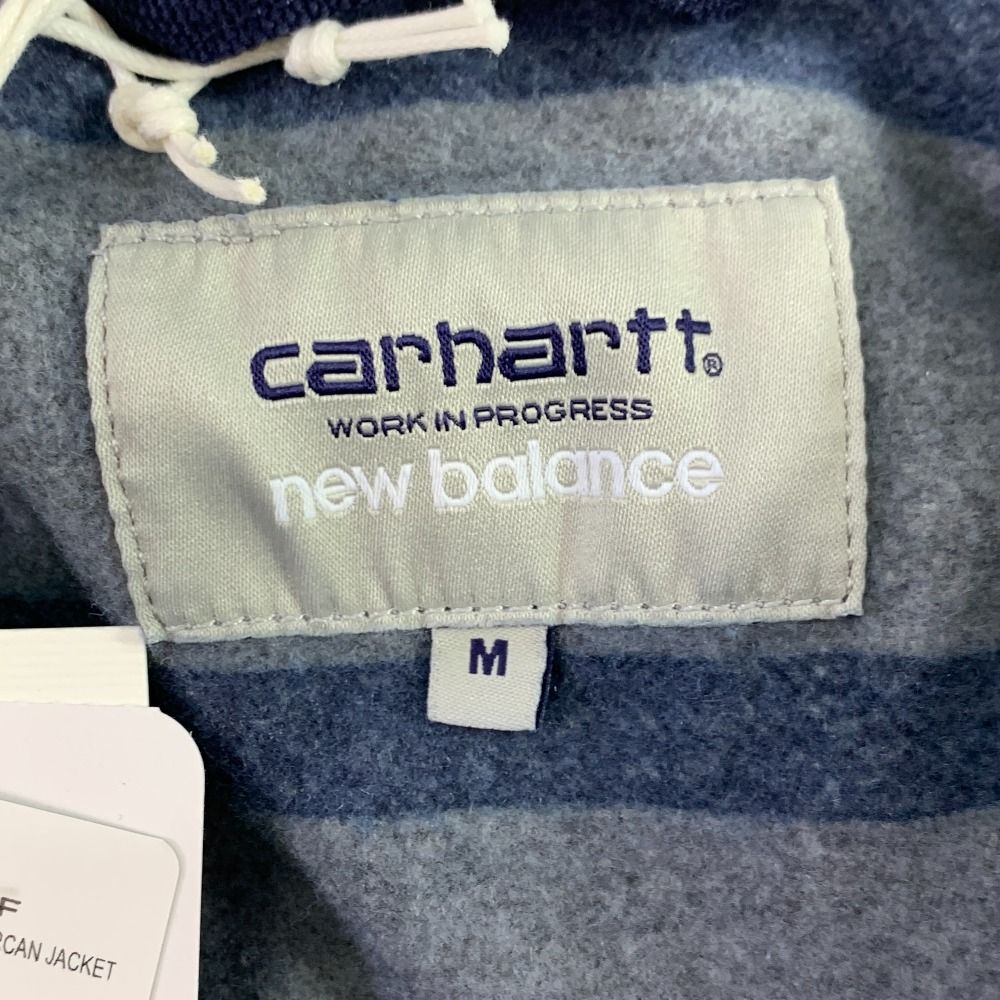 carhartt®
WORK IN PROGRESS
new balance
M
F
RCAN JACKET